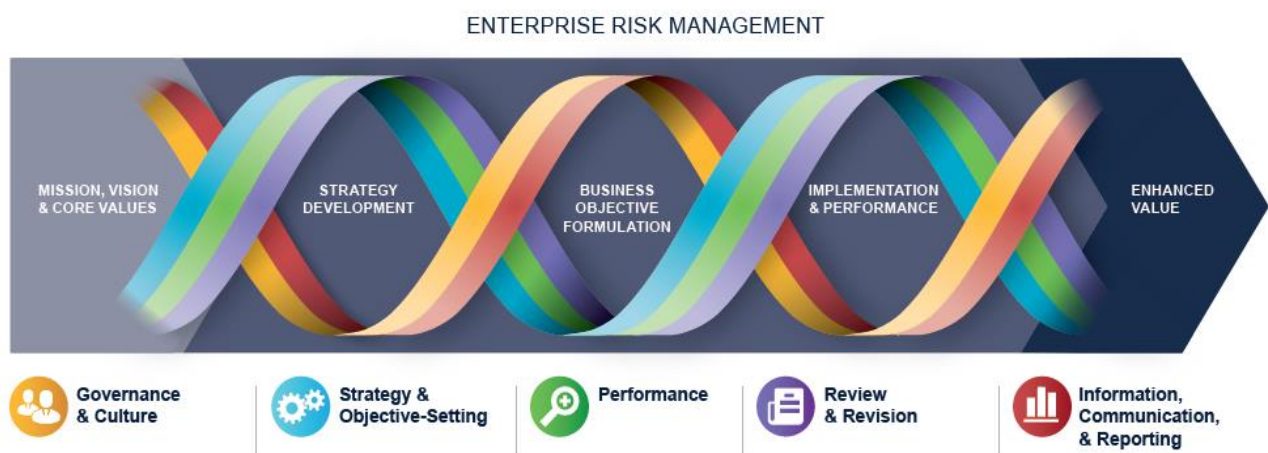 ENTERPRISE RISK MANAGEMENT
MISSION, VISION
& CORE VALUES
STRATEGY
DEVELOPMENT
BUSINESS
OBJECTIVE
FORMULATION
IMPLEMENTATION
& PERFORMANCE
ENHANCED
VALUE
Governance
& Culture
Strategy &
Objective-Setting
Performance
Review
& Revision
Information,
Communication,
& Reporting